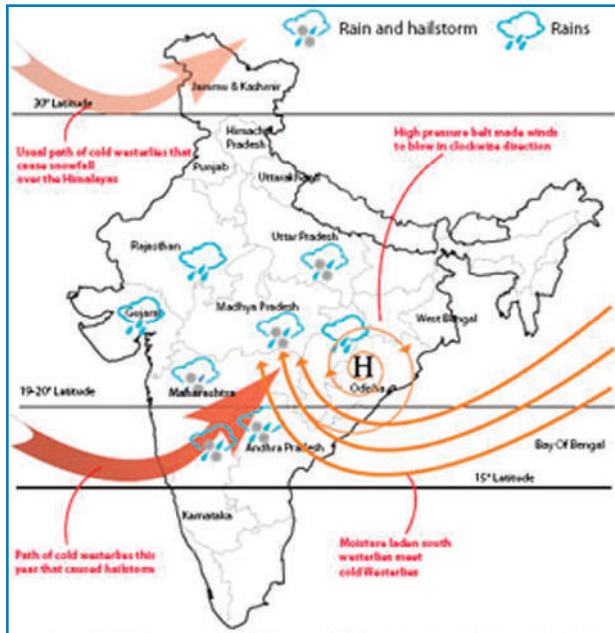 Rain and hailstorm
Rains
Jammu & Kashmir
30° Latitude
Usual path of cold westerlies that
cause snowfall
over the Himalayas
Himachal
Pradesh
High pressure belt made winds
to blow in clockwise direction
Punjab
Uttarakhand
Rajasthan
Uttar Pradesh
Gujarat
Madhya Pradesh
West Bengal
H
Odisha
19-20° Latitude
Maharashtra
Andhra Pradesh
Bay Of Bengal
15° Latitude
Karnataka
Path of cold westerlies this
year that caused hailstorm
Moisture laden south
westerlies meet
cold Westerlies